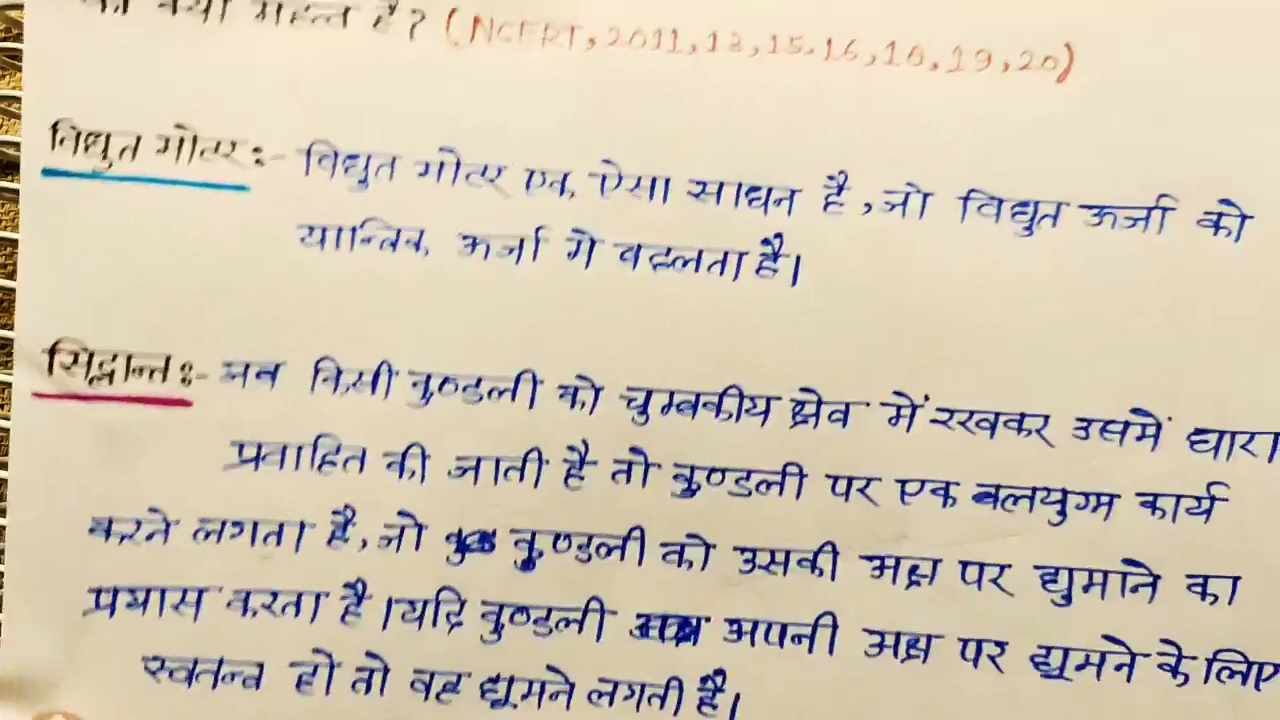 का क्या महत्व है? (NCERT, 2011, 13, 15, 16, 18, 19, 20)
विधुत मोटर :- विधुत मोटर एक ऐसा साधन है, जो विधुत ऊर्जा को
यान्त्रिक ऊर्जा में बदलता है।
सिद्धान्त :- जब किसी कुण्डली को चुम्बकीय क्षेत्र में रखकर उसमें धारा
प्रवाहित की जाती है तो कुण्डली पर एक बलयुग्म कार्य
करने लगता है, जो कुण्डली को उसकी अक्ष पर घुमाने का
प्रयास करता है। यदि कुण्डली अपनी अक्ष पर घूमने के लिए
स्वतन्त्र हो तो वह घूमने लगती है।